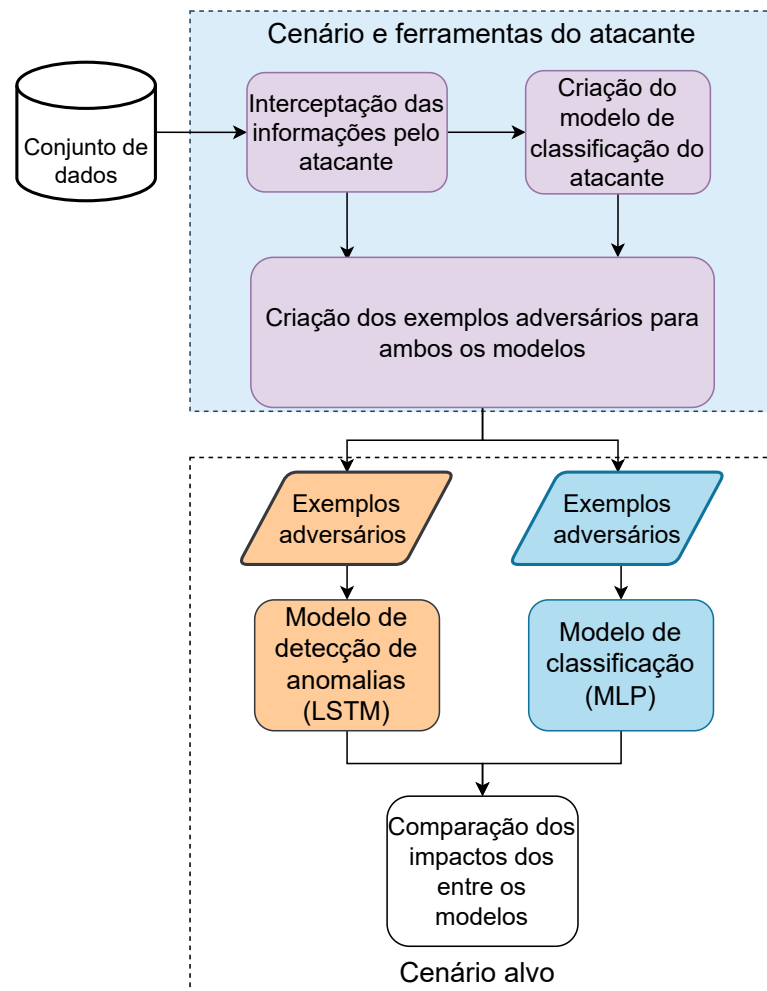 Cenário e ferramentas do atacante
Conjunto de
dados
Interceptação das
informações pelo
atacante
Criação do
modelo de
classificação do
atacante
Criação dos exemplos adversários para
ambos os modelos
Exemplos
adversários
Exemplos
adversários
Modelo de
detecção de
anomalias
(LSTM)
Modelo de
classificação
(MLP)
Comparação dos
impactos dos
entre os
modelos
Cenário alvo